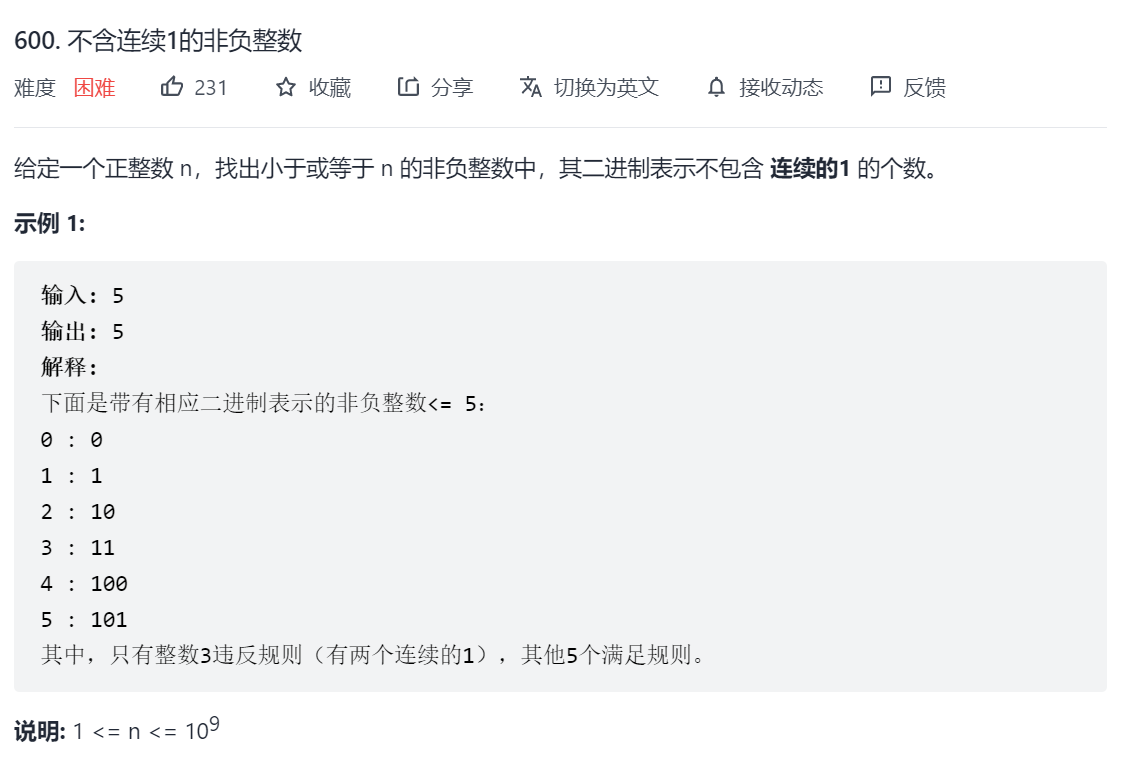 600. 不含连续1的非负整数
难度 困难 231 收藏 分享 切换为英文 接收动态 反馈
给定一个正整数 n，找出小于或等于 n 的非负整数中，其二进制表示不包含 连续的1 的个数。
示例 1:
输入: 5
输出: 5
解释:
下面是带有相应二进制表示的非负整数<= 5：
0 : 0
1 : 1
2 : 10
3 : 11
4 : 100
5 : 101
其中，只有整数3违反规则（有两个连续的1），其他5个满足规则。
说明: 1 <= n <= 10⁹